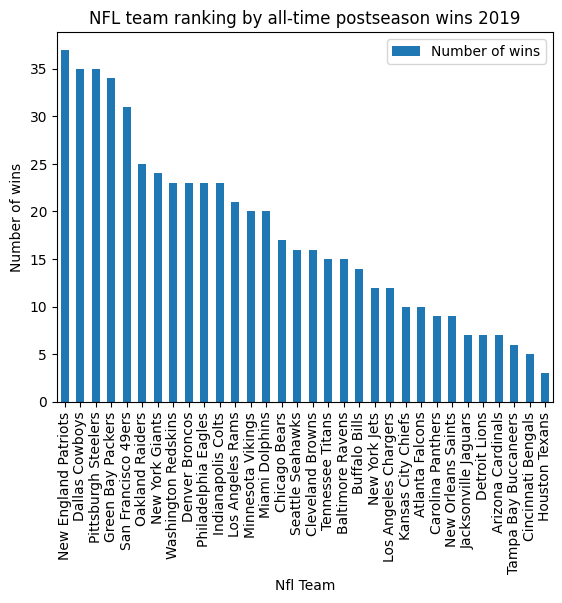 NFL team ranking by all-time postseason wins 2019
Number of wins
Number of wins
35
30
25
20
15
10
5
0
New England Patriots
Dallas Cowboys
Pittsburgh Steelers
Green Bay Packers
San Francisco 49ers
Oakland Raiders
New York Giants
Washington Redskins
Denver Broncos
Philadelphia Eagles
Indianapolis Colts
Los Angeles Rams
Minnesota Vikings
Miami Dolphins
Chicago Bears
Seattle Seahawks
Cleveland Browns
Tennessee Titans
Baltimore Ravens
Buffalo Bills
New York Jets
Los Angeles Chargers
Kansas City Chiefs
Atlanta Falcons
Carolina Panthers
New Orleans Saints
Jacksonville Jaguars
Detroit Lions
Arizona Cardinals
Tampa Bay Buccaneers
Cincinnati Bengals
Houston Texans
Nfl Team